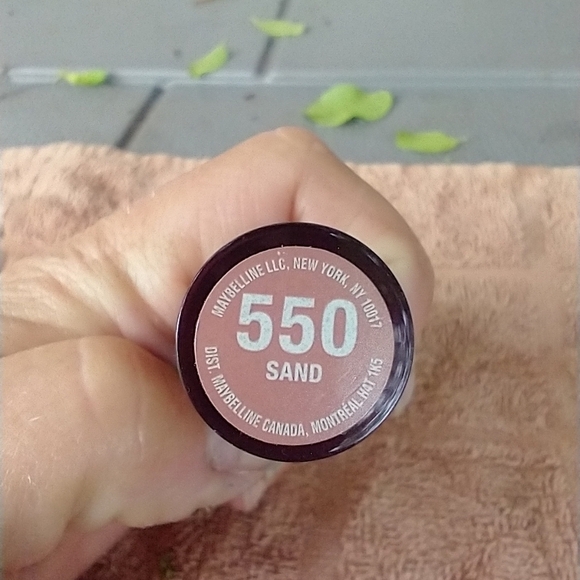 MAYBELLINE LLC, NEW YORK, NY 10017
550
SAND
DIST. MAYBELLINE CANADA, MONTRÉAL H4T 1K5